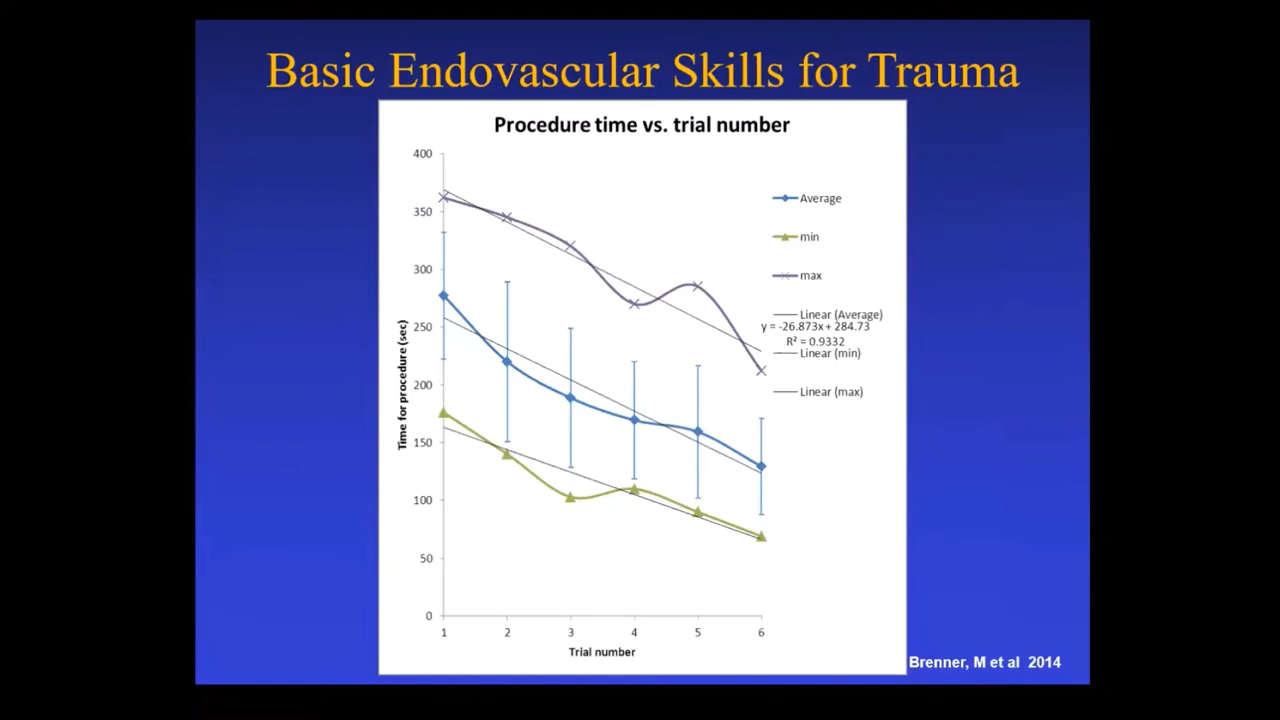 Basic Endovascular Skills for Trauma
Procedure time vs. trial number
400
350
300
250
200
150
100
50
0
Time for procedure (sec)
1 2 3 4 5 6
Trial number
Average
min
max
Linear (Average)
y = -26.873x + 284.73
R² = 0.9332
Linear (min)
Linear (max)
Brenner, M et al 2014